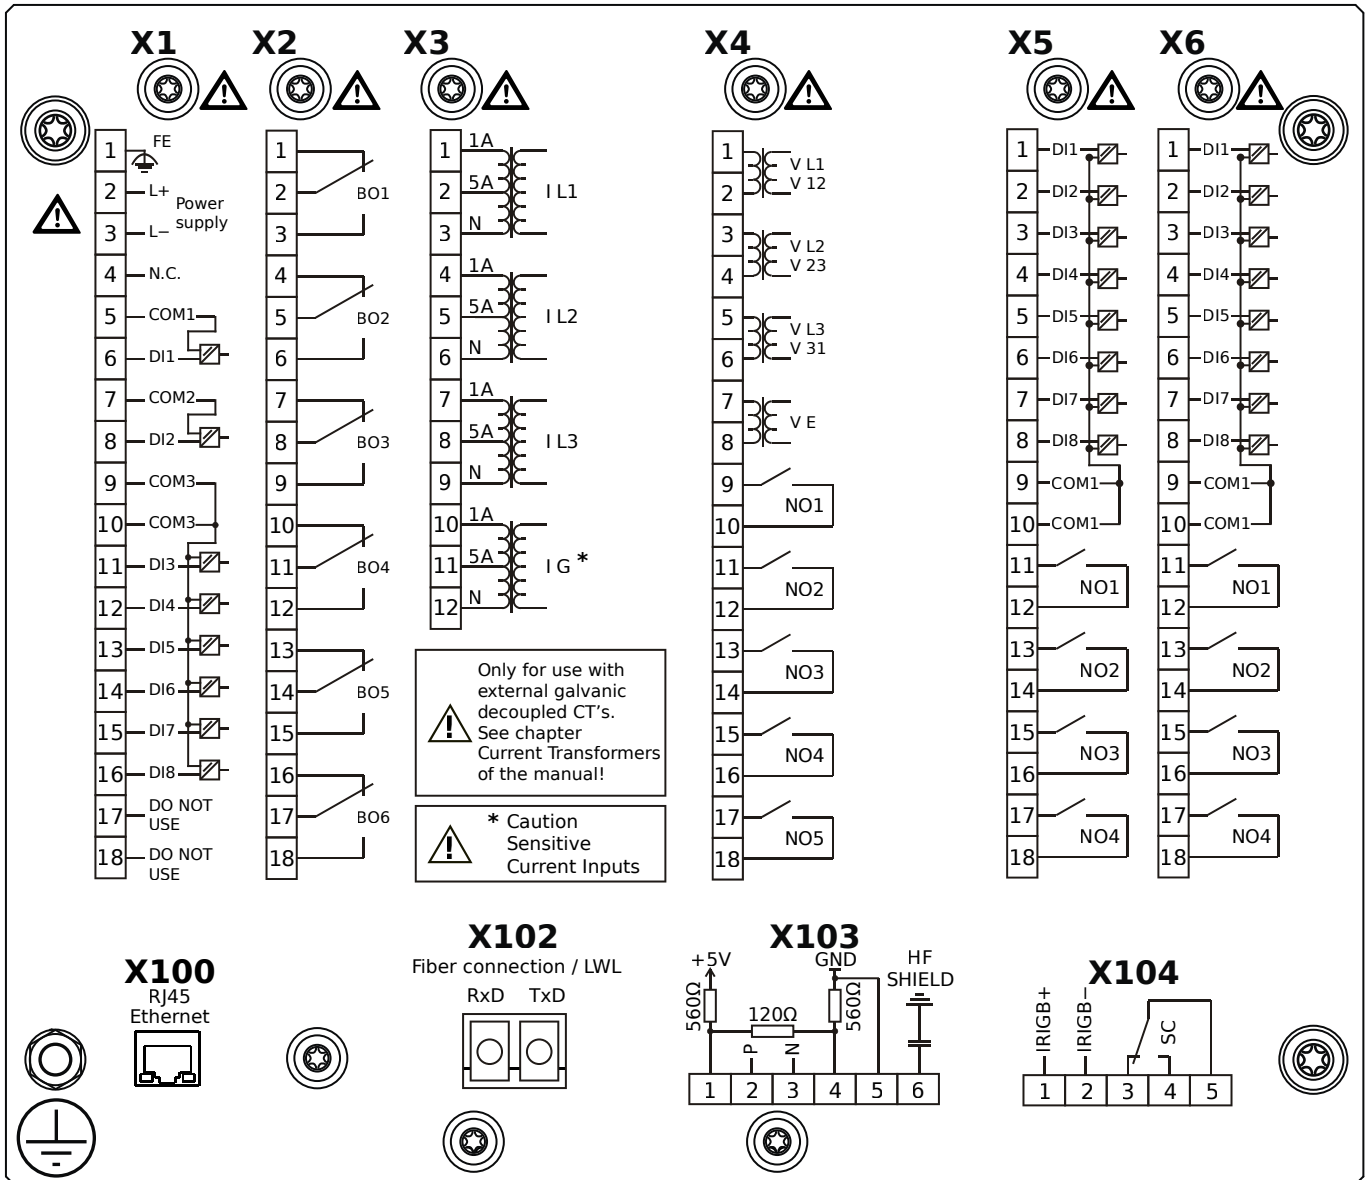 X1
X2
X3
X4
X5
X6
1
FE
2
L+
Power
supply
3
L−
4
N.C.
5
COM1
6
DI1
7
COM2
8
DI2
9
COM3
10
COM3
11
DI3
12
DI4
13
DI5
14
DI6
15
DI7
16
DI8
17
DO NOT
USE
18
DO NOT
USE
1
2
BO1
3
4
5
BO2
6
7
8
BO3
9
10
11
BO4
12
13
14
BO5
15
16
17
BO6
18
1
1A
2
5A
I L1
3
N
4
1A
5
5A
I L2
6
N
7
1A
8
5A
I L3
9
N
10
1A
11
5A
I G *
12
N
Only for use with
external galvanic
decoupled CT's.
See chapter
Current Transformers
of the manual!
* Caution
Sensitive
Current Inputs
1
V L1
V 12
2
3
V L2
V 23
4
5
V L3
V 31
6
7
V E
8
9
NO1
10
11
NO2
12
13
NO3
14
15
NO4
16
17
NO5
18
1
DI1
2
DI2
3
DI3
4
DI4
5
DI5
6
DI6
7
DI7
8
DI8
9
COM1
10
COM1
11
NO1
12
13
NO2
14
15
NO3
16
17
NO4
18
1
DI1
2
DI2
3
DI3
4
DI4
5
DI5
6
DI6
7
DI7
8
DI8
9
COM1
10
COM1
11
NO1
12
13
NO2
14
15
NO3
16
17
NO4
18
X100
RJ45
Ethernet
X102
Fiber connection / LWL
RxD TxD
X103
+5V
GND
HF
SHIELD
560Ω
120Ω
560Ω
P
N
1 2 3 4 5 6
X104
IRIGB+
IRIGB−
SC
1 2 3 4 5